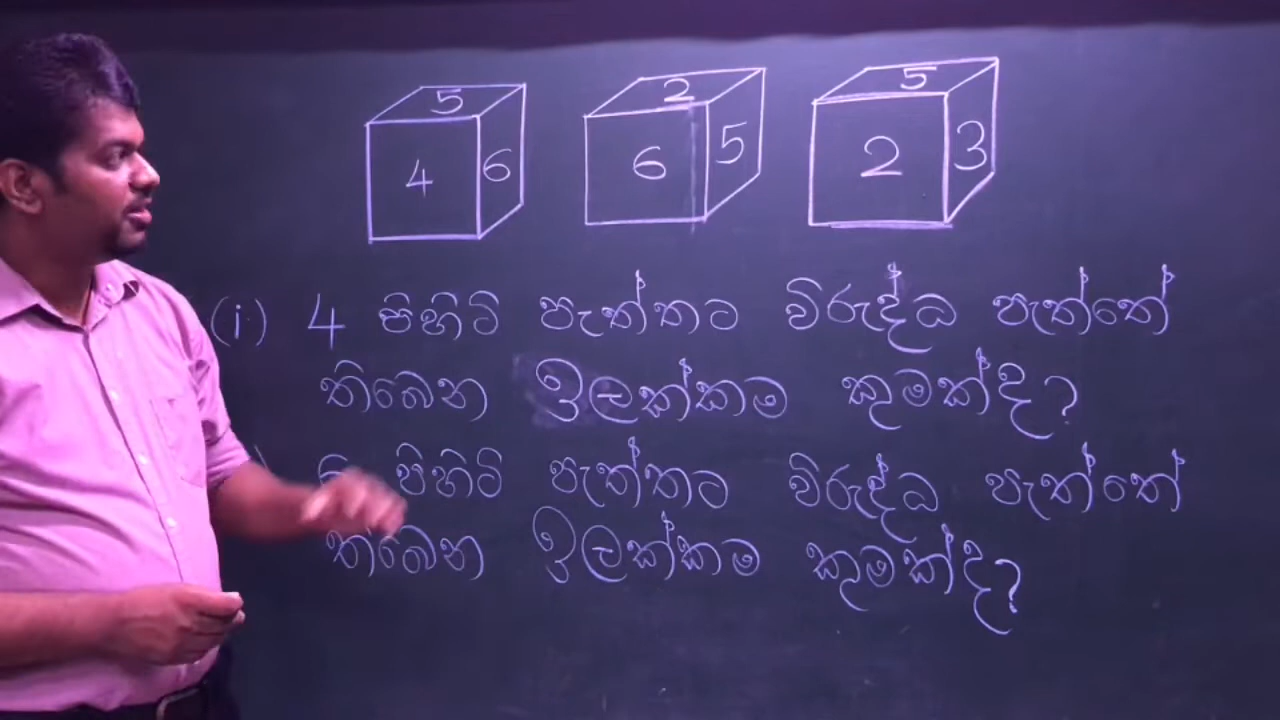 5
4 6
2
6 5
5
2 3
(i) 4 පිහිටි පැත්තට විරුද්ධ පැත්තේ
තිබෙන ඉලක්කම කුමක්ද?
පිහිටි පැත්තට විරුද්ධ පැත්තේ
තිබෙන ඉලක්කම කුමක්ද?